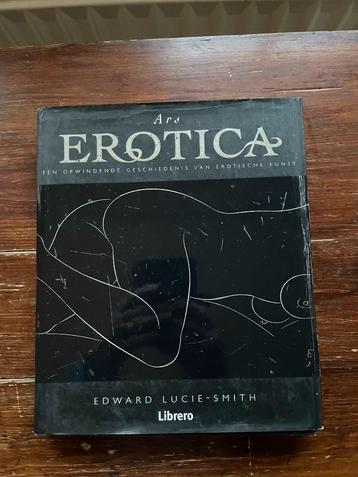 Ars
EROTICA
EEN OPWINDENDE GESCHIEDENIS VAN EROTISCHE KUNST
EDWARD LUCIE-SMITH
Librero